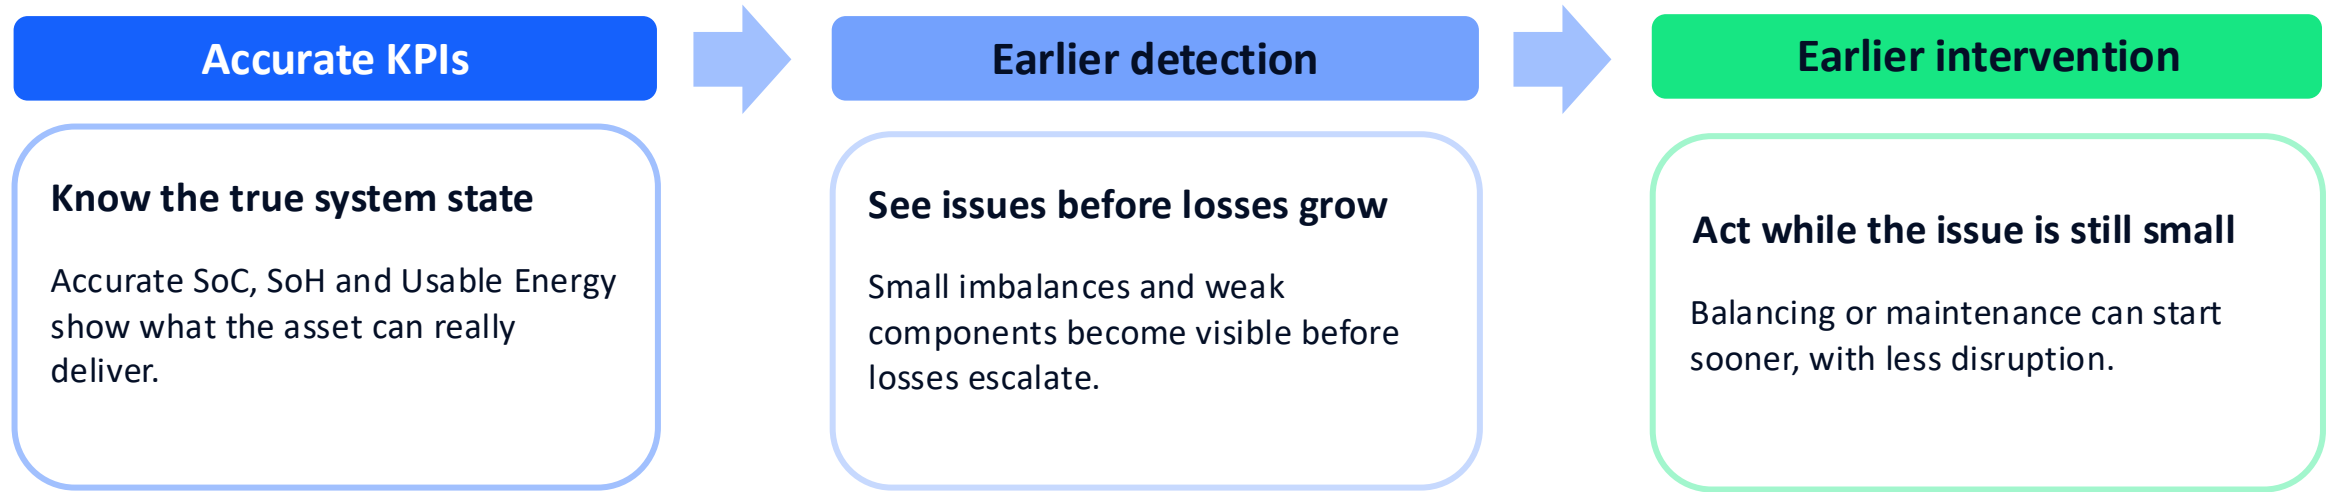 Accurate KPIs
Know the true system state
Accurate SoC, SoH and Usable Energy
show what the asset can really
deliver.
Earlier detection
See issues before losses grow
Small imbalances and weak
components become visible before
losses escalate.
Earlier intervention
Act while the issue is still small
Balancing or maintenance can start
sooner, with less disruption.